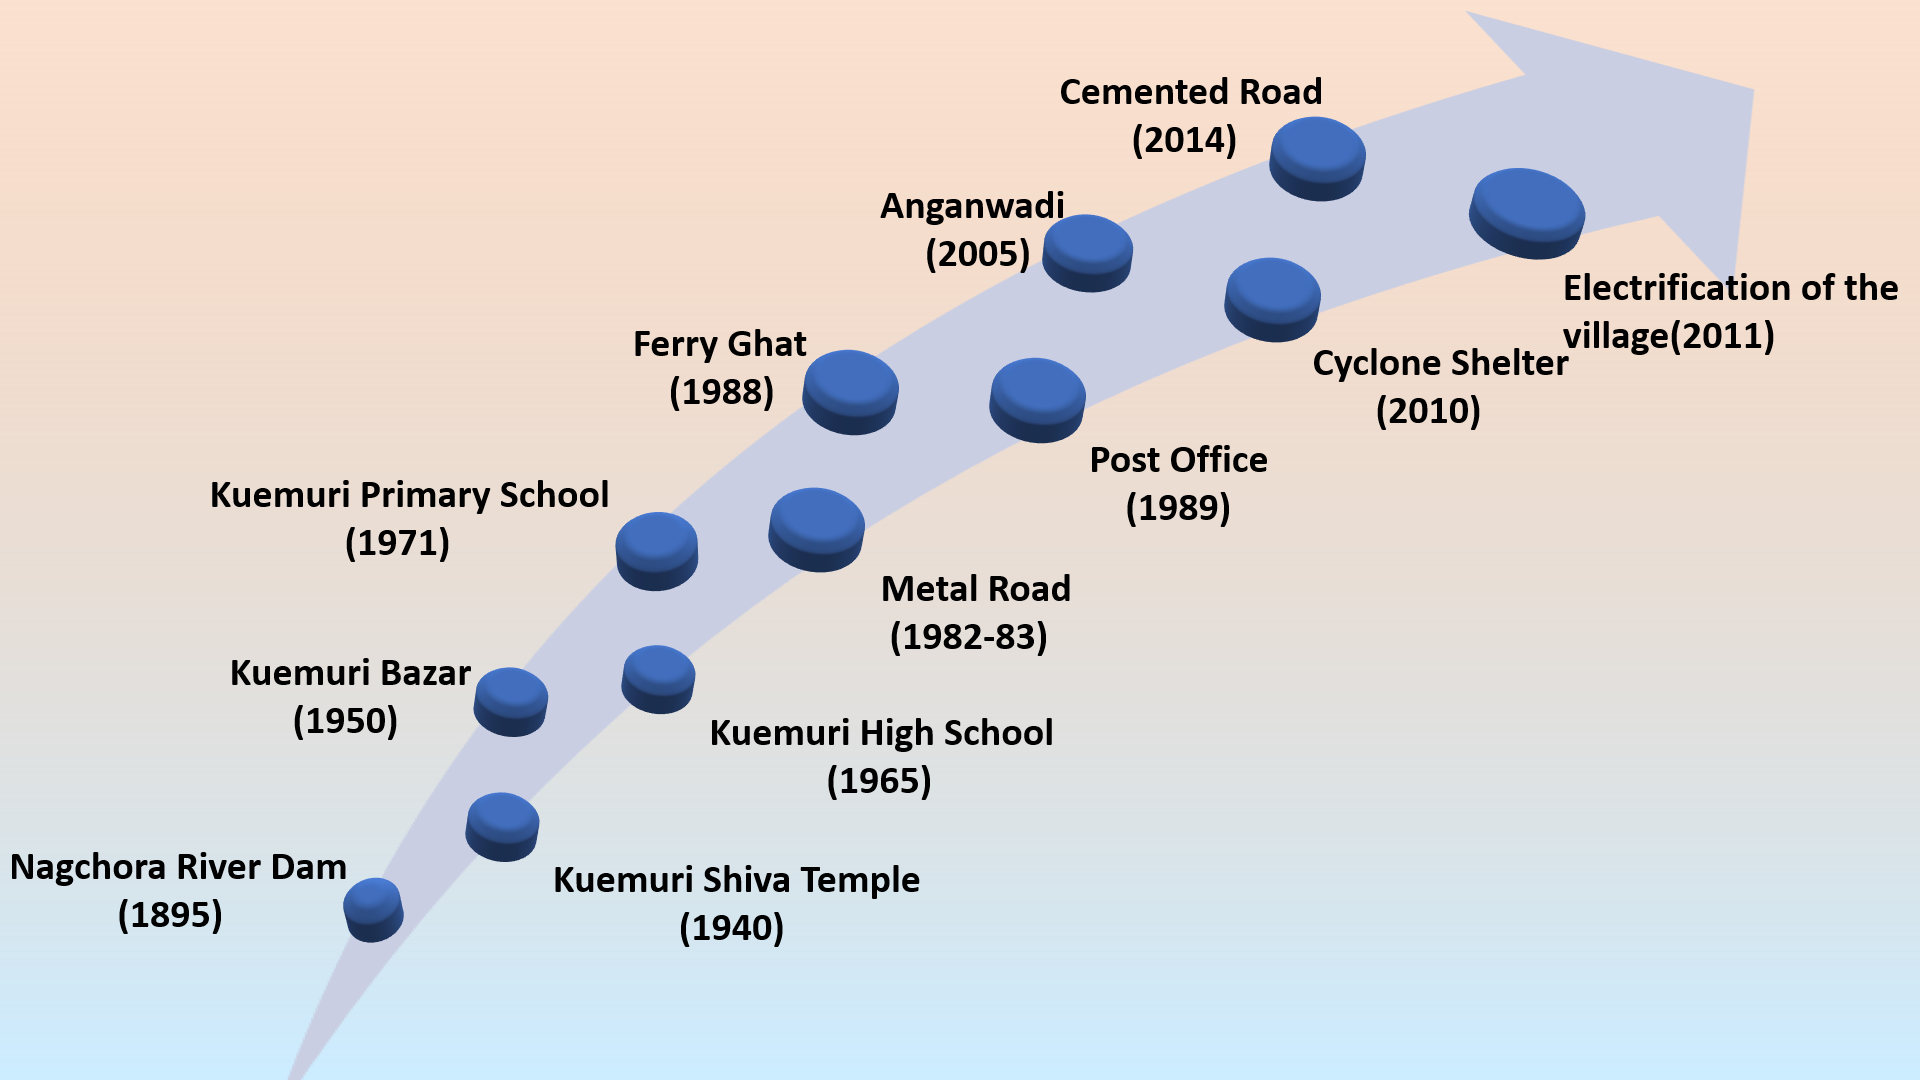 Cemented Road
(2014)
Anganwadi
(2005)
Electrification of the
village(2011)
Ferry Ghat
(1988)
Cyclone Shelter
(2010)
Post Office
(1989)
Kuemuri Primary School
(1971)
Metal Road
(1982-83)
Kuemuri Bazar
(1950)
Kuemuri High School
(1965)
Nagchora River Dam
(1895)
Kuemuri Shiva Temple
(1940)